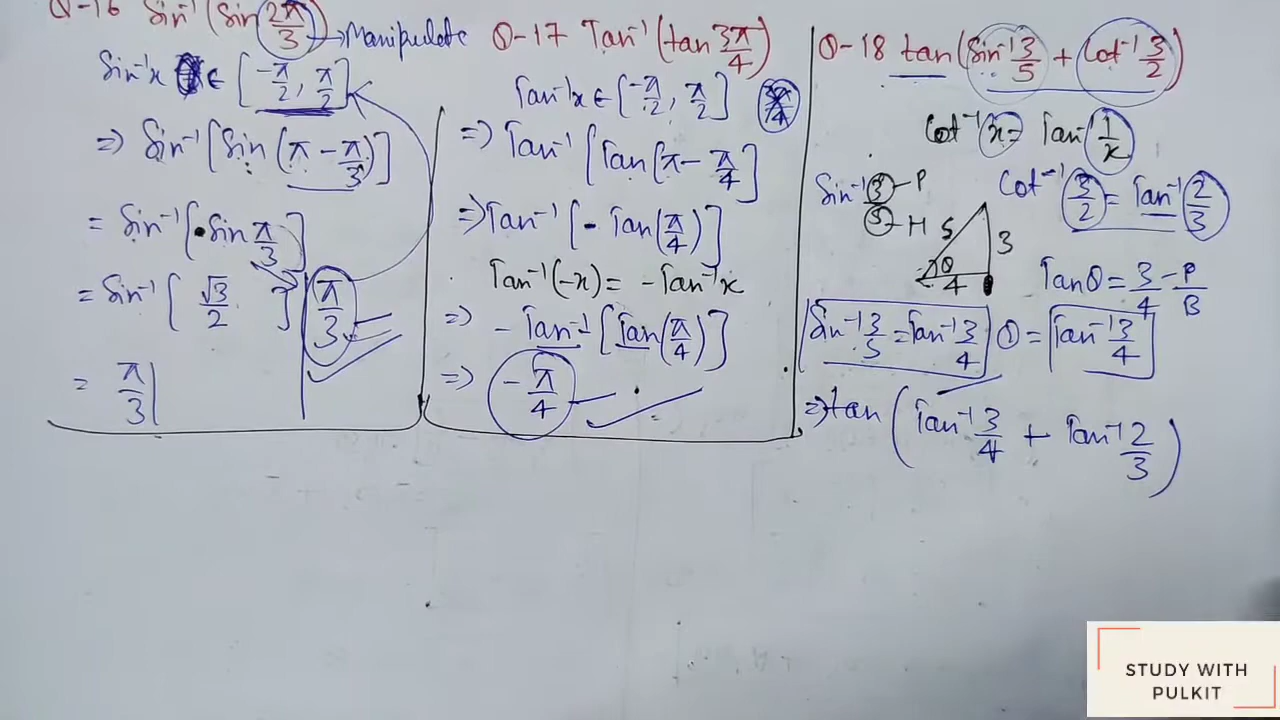 Q-16 Sin⁻¹(Sin 2π/3) → Manipulate
Sin⁻¹x ∈ [-π/2, π/2]
=> Sin⁻¹[Sin(π - π/3)]
= Sin⁻¹[Sin π/3]
= Sin⁻¹[√3/2] π/3
= π/3
Q-17 Tan⁻¹(tan 3π/4)
Tan⁻¹x ∈ [-π/2, π/2]
=> Tan⁻¹[Tan(π - π/4]
=> Tan⁻¹[- Tan(π/4)]
Tan⁻¹(-x) = -Tan⁻¹x
=> - Tan⁻¹[Tan(π/4)]
=> -π/4
Q-18 tan(Sin⁻¹ 3/5 + Cot⁻¹ 3/2)
Cot⁻¹(x) = Tan⁻¹(1/x)
Sin⁻¹ 3/5 - P - H
Cot⁻¹(3/2) = Tan⁻¹(2/3)
5 3 θ 4
Tanθ = 3/4 - P/B
Sin⁻¹ 3/5 = Tan⁻¹ 3/4 θ = Tan⁻¹ 3/4
=> tan(Tan⁻¹ 3/4 + Tan⁻¹ 2/3)
STUDY WITH
PULKIT